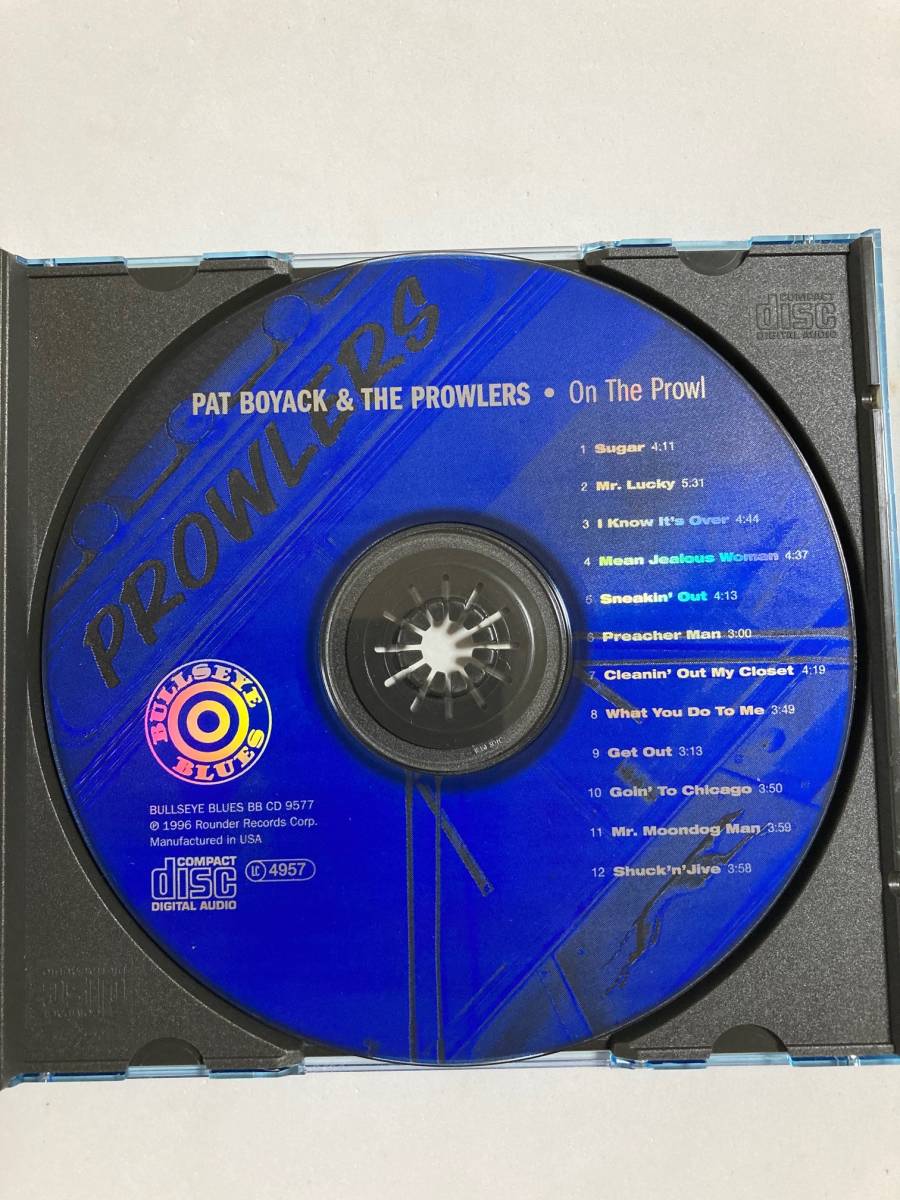 COMPACT
disc
DIGITAL AUDIO
PROWLERS
PAT BOYACK & THE PROWLERS • On The Prowl
1 Sugar 4:11
2 Mr. Lucky 5:31
3 I Know It's Over 4:44
4 Mean Jealous Woman 4:37
5 Sneakin' Out 4:13
6 Preacher Man 3:00
7 Cleanin' Out My Closet 4:19
8 What You Do To Me 3:49
9 Get Out 3:13
10 Goin' To Chicago 3:50
11 Mr. Moondog Man 3:59
12 Shuck'n'Jive 3:58
BULLSEYE
BLUES
BULLSEYE BLUES BB CD 9577
℗ 1996 Rounder Records Corp.
Manufactured in USA
COMPACT
disc
DIGITAL AUDIO
LC 4957